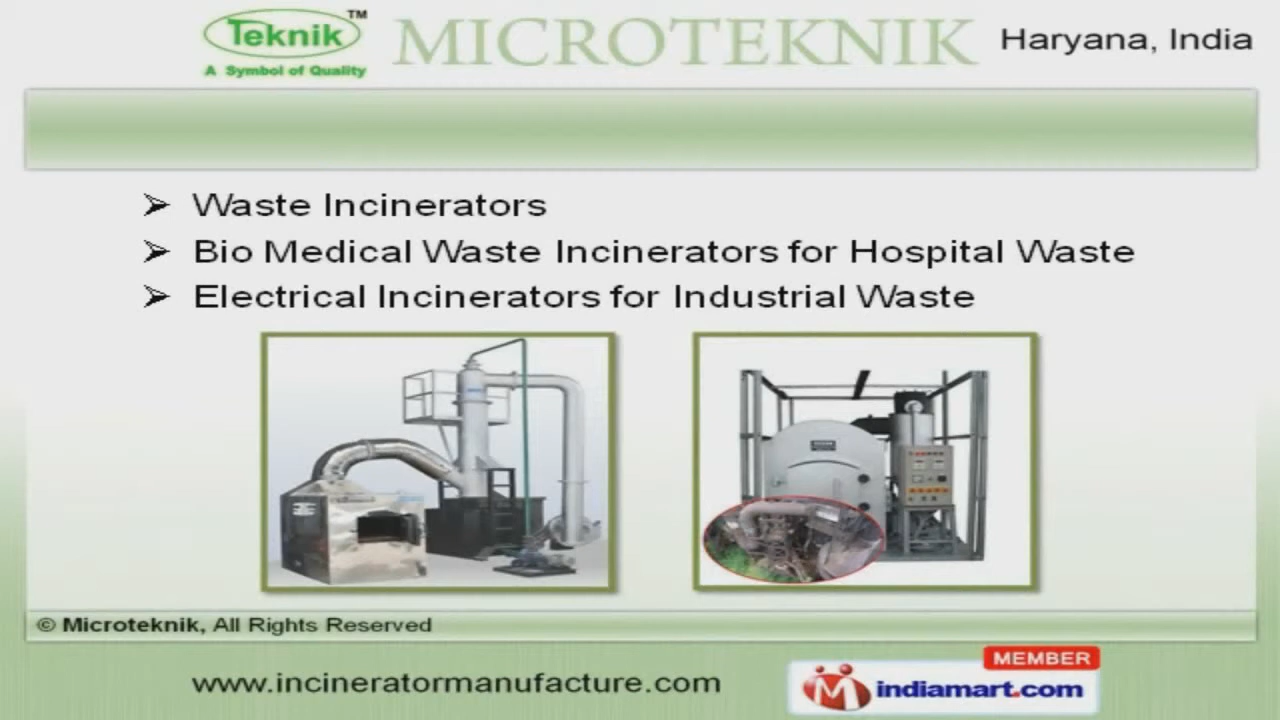 Teknik TM
A Symbol of Quality
MICROTEKNIK
Haryana, India
➢ Waste Incinerators
➢ Bio Medical Waste Incinerators for Hospital Waste
➢ Electrical Incinerators for Industrial Waste
© Microteknik, All Rights Reserved
www.incineratormanufacture.com
MEMBER
indiamart.com